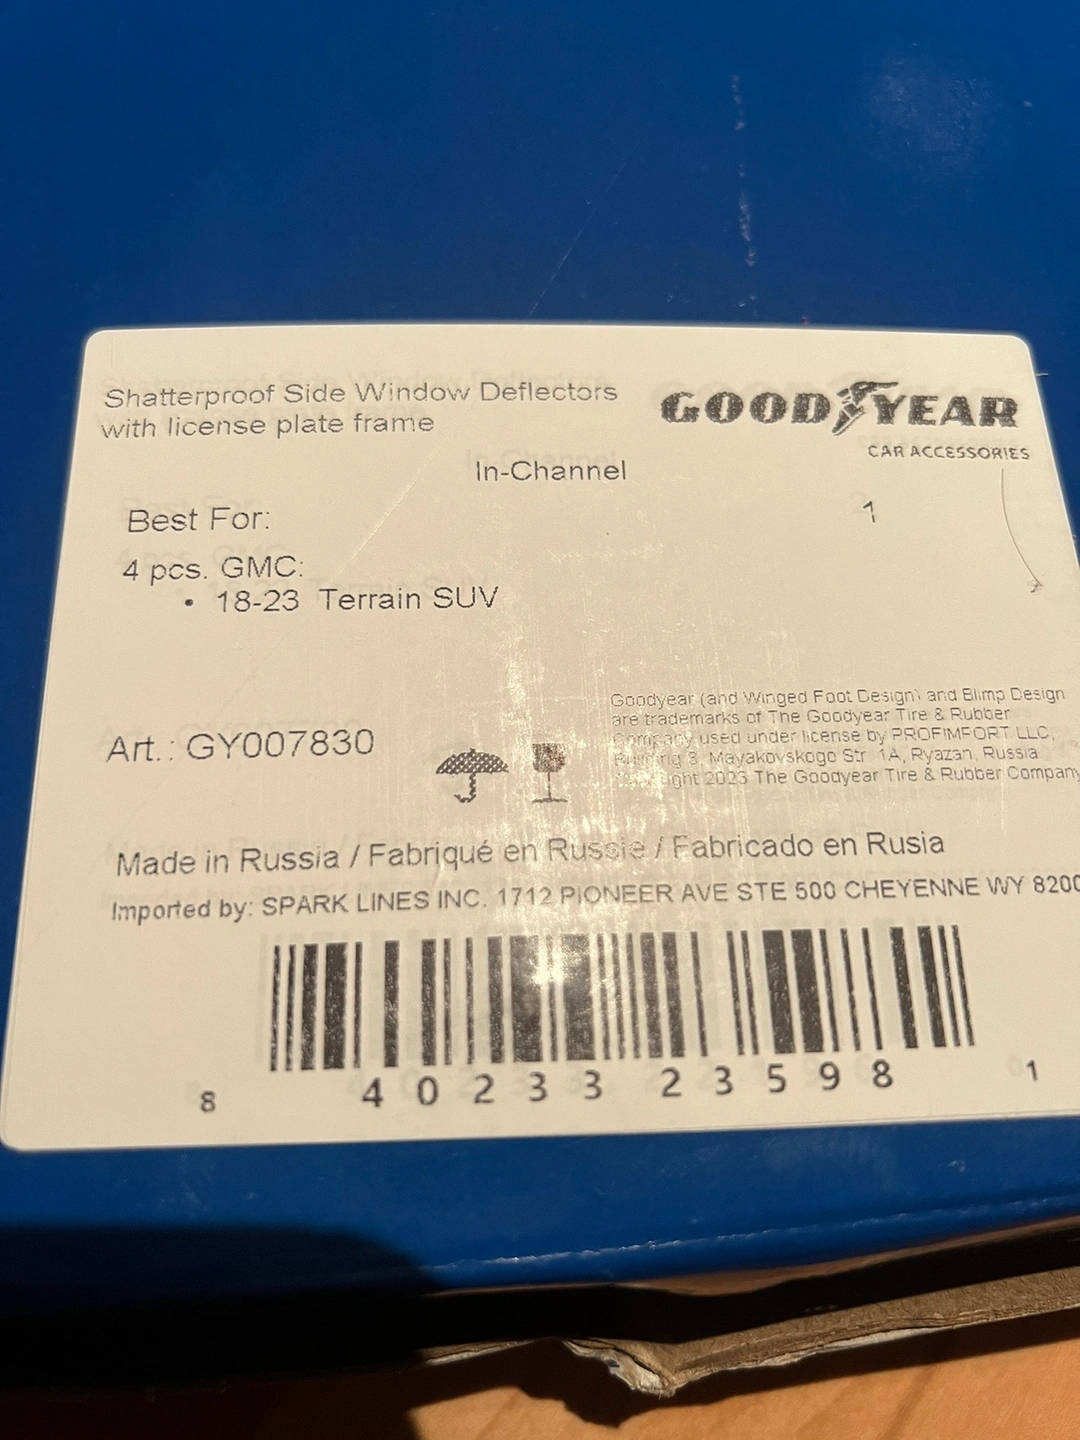 Shatterproof Side Window Deflectors
with license plate frame
GOODYEAR
CAR ACCESSORIES
In-Channel
1
Best For:
4 pcs. GMC:
• 18-23 Terrain SUV
Goodyear (and Winged Foot Design) and Blimp Design
are trademarks of The Goodyear Tire & Rubber
Company used under license by PROFIMFORT LLC,
Building 3, Mayakovskogo Str 1A, Ryazan, Russia
Copyright 2023 The Goodyear Tire & Rubber Company
Art.: GY007830
Made in Russia / Fabriqué en Russie / Fabricado en Rusia
Imported by: SPARK LINES INC. 1712 PIONEER AVE STE 500 CHEYENNE WY 8200
8 40233 23598 1